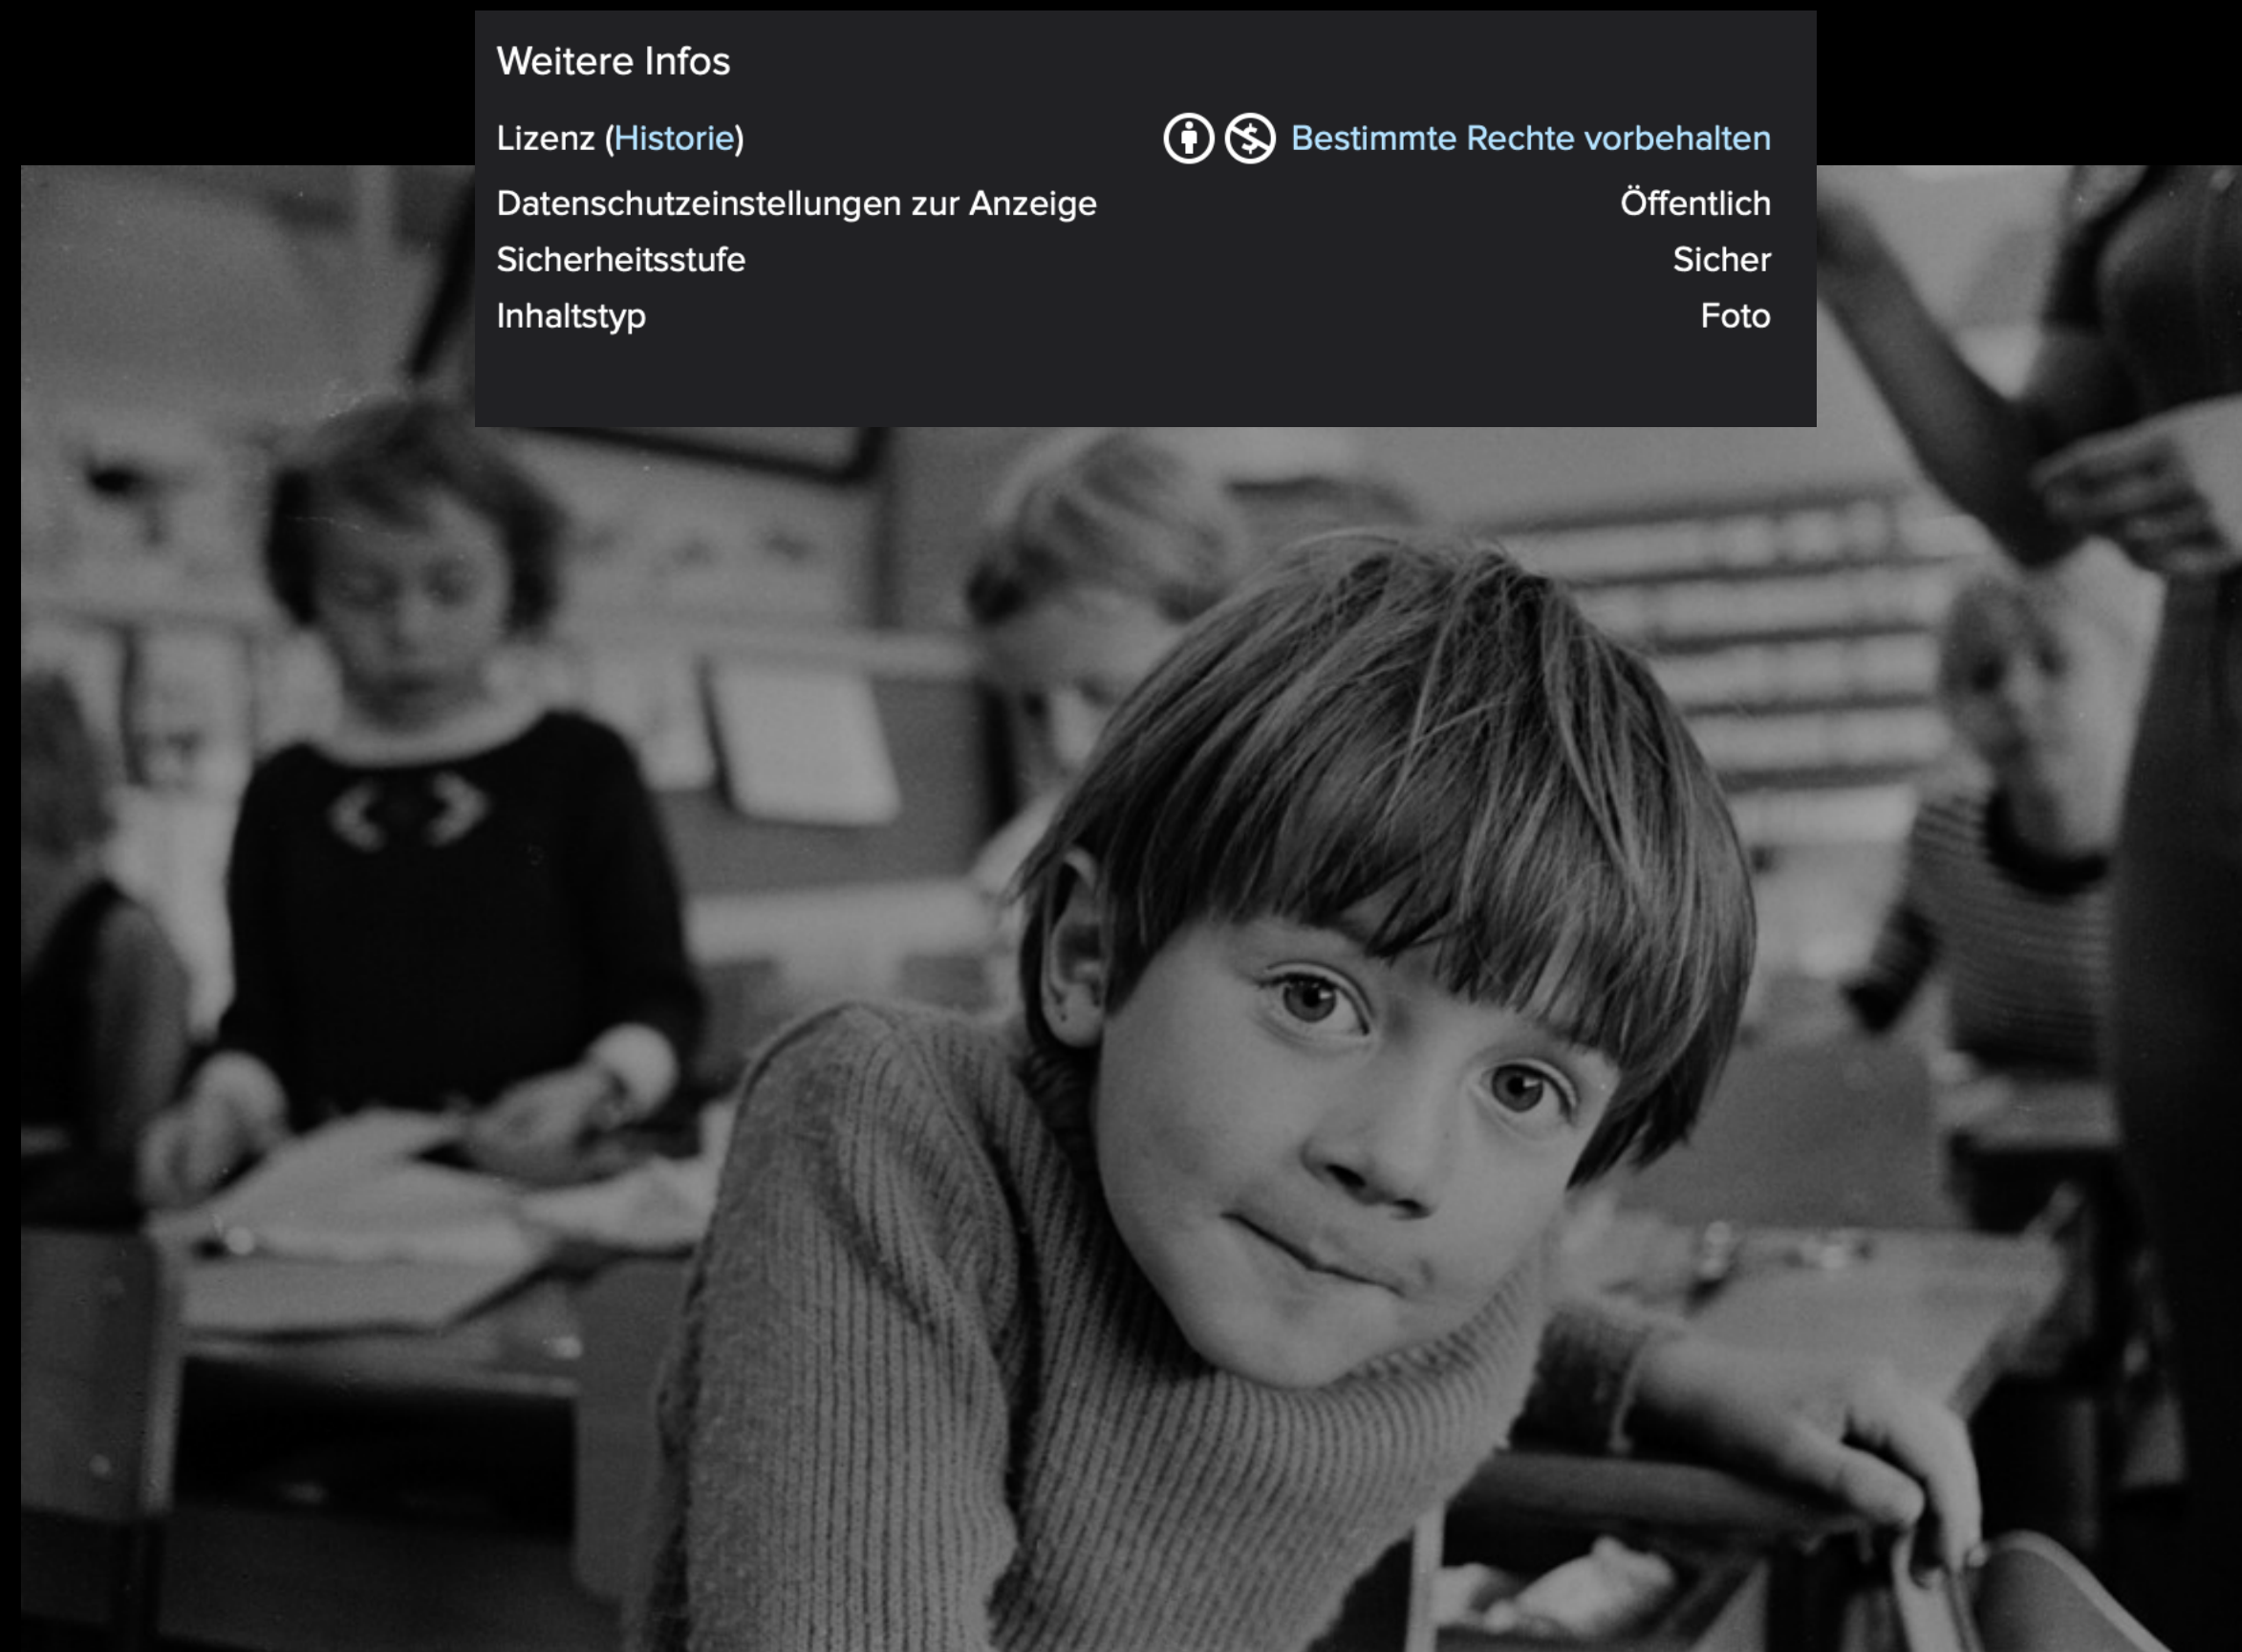 Weitere Infos
Lizenz (Historie) Bestimmte Rechte vorbehalten
Datenschutzeinstellungen zur Anzeige Öffentlich
Sicherheitsstufe Sicher
Inhaltstyp Foto